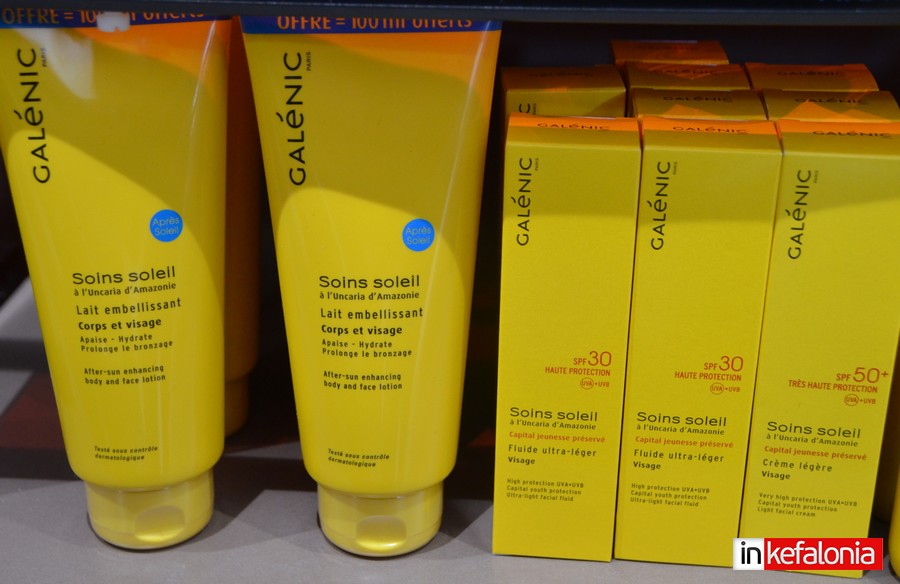 OFFRE = 100 ml offerts
GALÉNIC
PARIS
Après
Soleil
Soins soleil
à l'Uncaria d'Amazonie
Lait embellissant
Corps et visage
Apaise - Hydrate
Prolonge le bronzage
After-sun enhancing
body and face lotion
Testé sous contrôle
dermatologique
OFFRE = 100 ml offerts
GALÉNIC
PARIS
Après
Soleil
Soins soleil
à l'Uncaria d'Amazonie
Lait embellissant
Corps et visage
Apaise - Hydrate
Prolonge le bronzage
After-sun enhancing
body and face lotion
Testé sous contrôle
dermatologique
GALÉNIC
GALÉNIC
PARIS
SPF 30
HAUTE PROTECTION
UVA+UVB
Soins soleil
à l'Uncaria d'Amazonie
Capital jeunesse préservé
Fluide ultra-léger
Visage
High protection UVA+UVB
Capital youth protection
Ultra-light facial fluid
GALÉNIC
GALÉNIC
PARIS
SPF 30
HAUTE PROTECTION
UVA+UVB
Soins soleil
à l'Uncaria d'Amazonie
Capital jeunesse préservé
Fluide ultra-léger
Visage
High protection UVA+UVB
Capital youth protection
Ultra-light facial fluid
GALÉNIC
GALÉNIC
PARIS
SPF 50+
TRÈS HAUTE PROTECTION
UVA+UVB
Soins soleil
à l'Uncaria d'Amazonie
Capital jeunesse préservé
Crème légère
Visage
Very high protection UVA+UVB
Capital youth protection
Light facial cream
inkefalonia